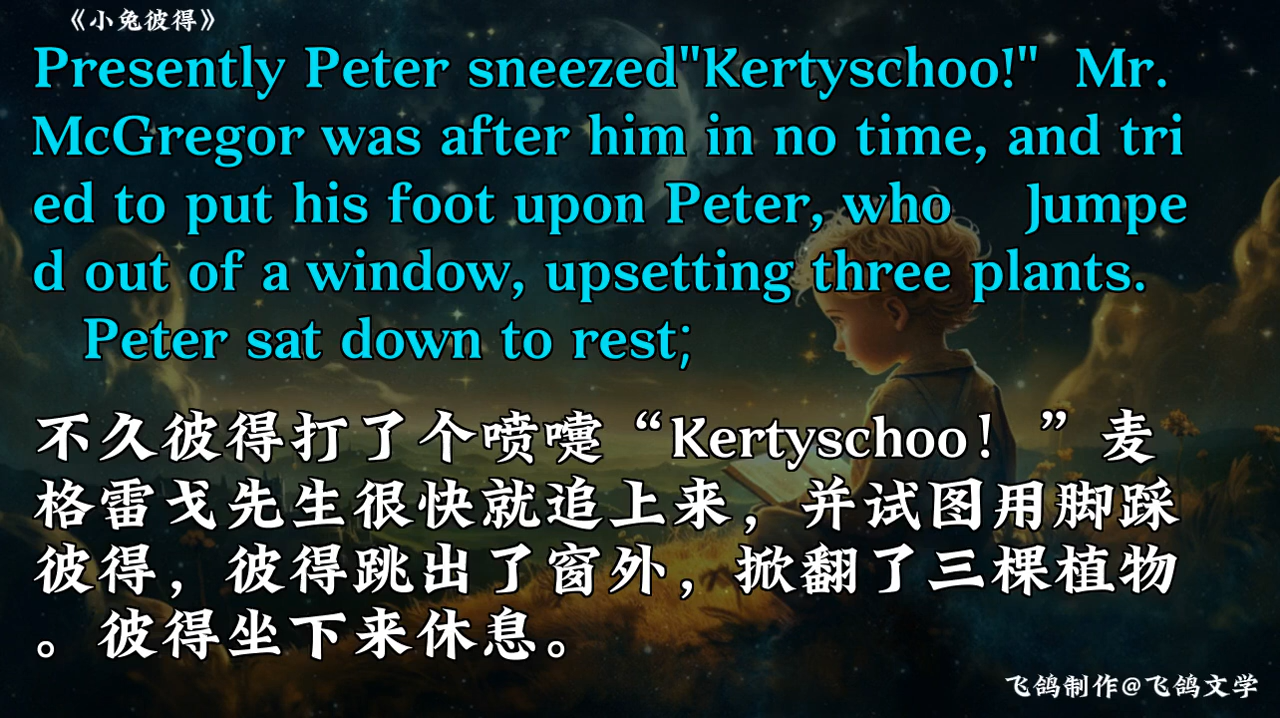 《小兔彼得》
Presently Peter sneezed"Kertyschoo!" Mr.
McGregor was after him in no time, and tri
ed to put his foot upon Peter, who Jumpe
d out of a window, upsetting three plants.
Peter sat down to rest;
不久彼得打了个喷嚏“Kertyschoo！”麦
格雷戈先生很快就追上来，并试图用脚踩
彼得，彼得跳出了窗外，掀翻了三棵植物
。彼得坐下来休息。
飞鸽制作@飞鸽文学